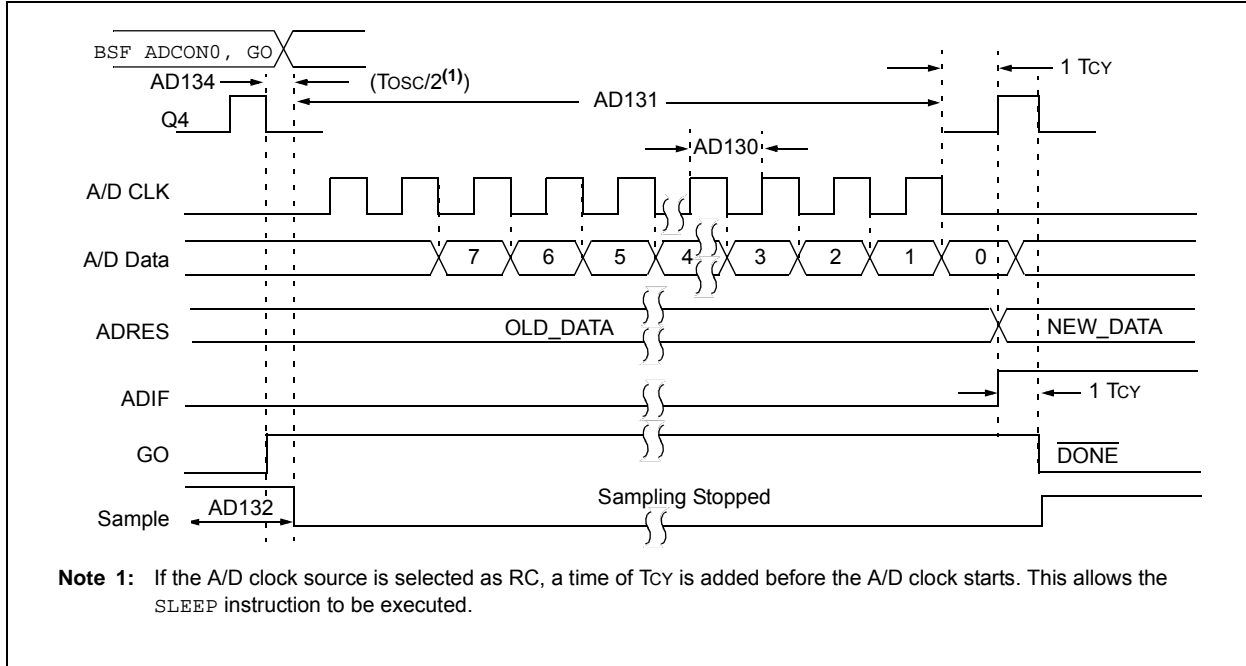 BSF ADCON0, GO
AD134
(TOSC/2(1))
1 TCY
AD131
Q4
AD130
A/D CLK
A/D Data
7 6 5 4 3 2 1 0
ADRES
OLD_DATA
NEW_DATA
ADIF
1 TCY
GO
DONE
Sampling Stopped
AD132
Sample
Note 1: If the A/D clock source is selected as RC, a time of TCY is added before the A/D clock starts. This allows the
SLEEP instruction to be executed.